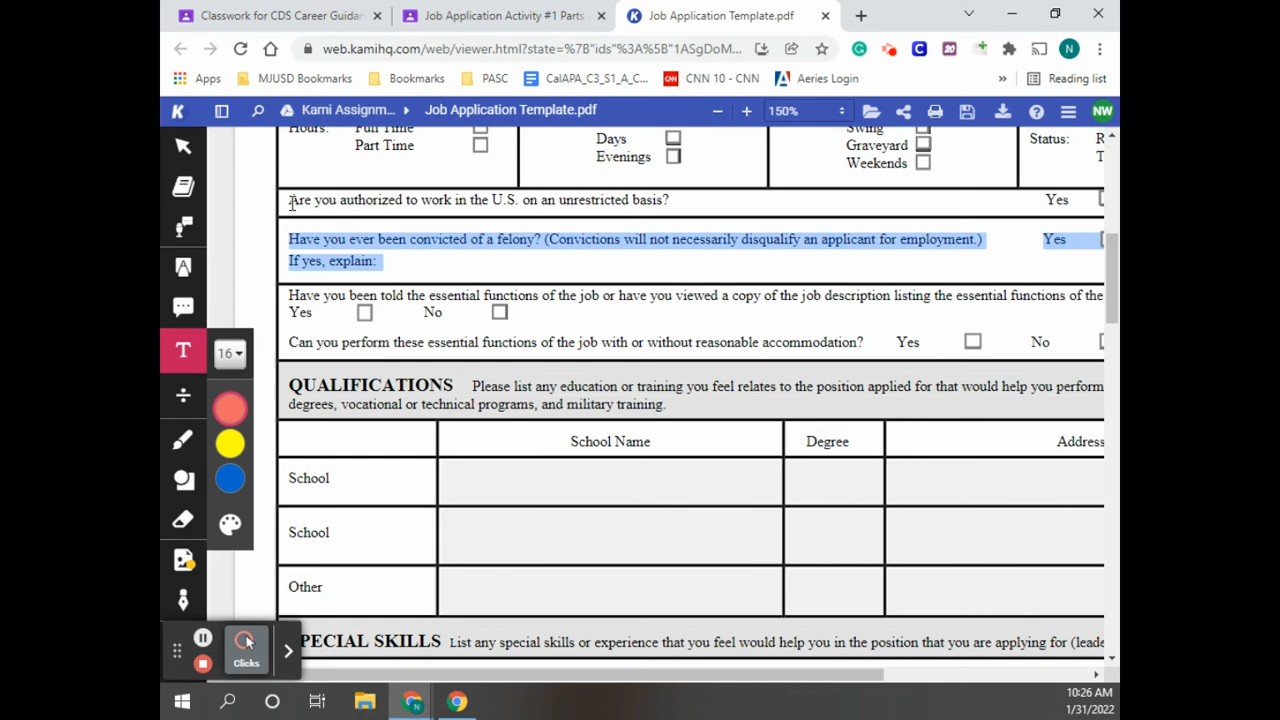 Classwork for CDS Career Guidan
Job Application Activity #1 Parts
Job Application Template.pdf
web.kamihq.com/web/viewer.html?state=%7B"ids"%3A%5B"1ASgDoM...
N
Apps
MJUSD Bookmarks
Bookmarks
PASC
CalAPA_C3_S1_A_C...
CNN 10 - CNN
Aeries Login
»
Reading list
K
Kami Assignm...
Job Application Template.pdf
150%
NW
Hours:
Full Time
Part Time
Days
Evenings
Swing
Graveyard
Weekends
Status:
R
T
Are you authorized to work in the U.S. on an unrestricted basis?
Yes
Have you ever been convicted of a felony? (Convictions will not necessarily disqualify an applicant for employment.)
Yes
If yes, explain:
Have you been told the essential functions of the job or have you viewed a copy of the job description listing the essential functions of the
Yes
No
Can you perform these essential functions of the job with or without reasonable accommodation?
Yes
No
T
16
QUALIFICATIONS Please list any education or training you feel relates to the position applied for that would help you perform
degrees, vocational or technical programs, and military training.
School Name
Degree
Address
School
School
Other
PECIAL SKILLS List any special skills or experience that you feel would help you in the position that you are applying for (leade
Clicks
10:26 AM
1/31/2022